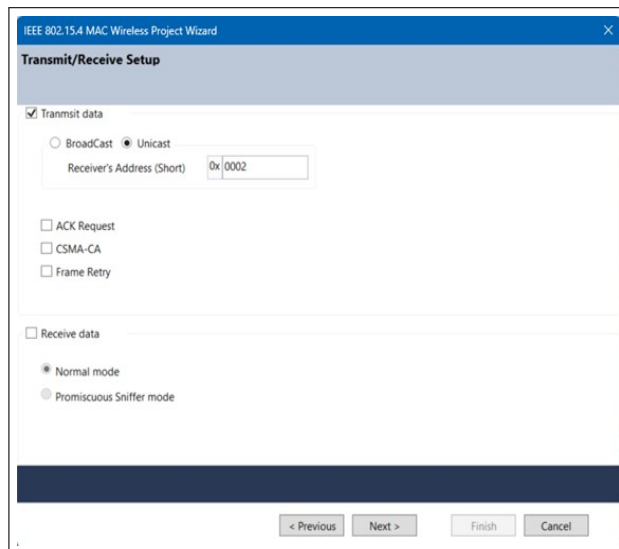 IEEE 802.15.4 MAC Wireless Project Wizard
Transmit/Receive Setup
Tranmsit data
BroadCast Unicast
Receiver's Address (Short) 0x 0002
ACK Request
CSMA-CA
Frame Retry
Receive data
Normal mode
Promiscuous Sniffer mode
< Previous Next > Finish Cancel